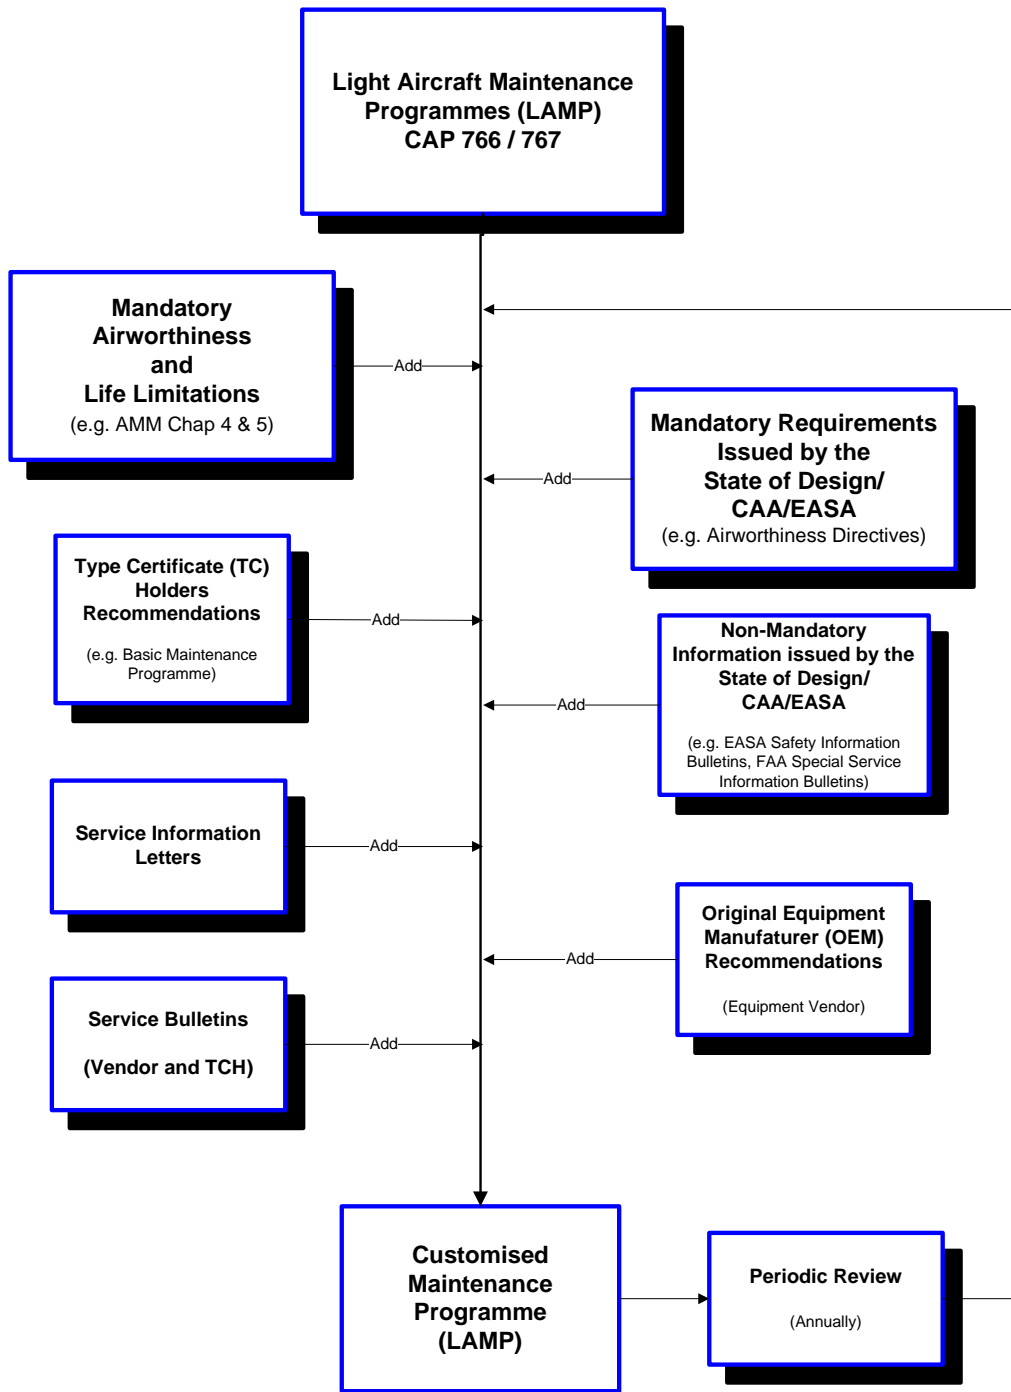 Light Aircraft Maintenance
Programmes (LAMP)
CAP 766 / 767
Mandatory
Airworthiness
and
Life Limitations
(e.g. AMM Chap 4 & 5)
Add
Mandatory Requirements
Issued by the
State of Design/
CAA/EASA
(e.g. Airworthiness Directives)
Add
Type Certificate (TC)
Holders
Recommendations
(e.g. Basic Maintenance
Programme)
Add
Non-Mandatory
Information issued by the
State of Design/
CAA/EASA
(e.g. EASA Safety Information
Bulletins, FAA Special Service
Information Bulletins)
Add
Service Information
Letters
Add
Original Equipment
Manufaturer (OEM)
Recommendations
(Equipment Vendor)
Add
Service Bulletins
(Vendor and TCH)
Add
Customised
Maintenance
Programme
(LAMP)
Periodic Review
(Annually)